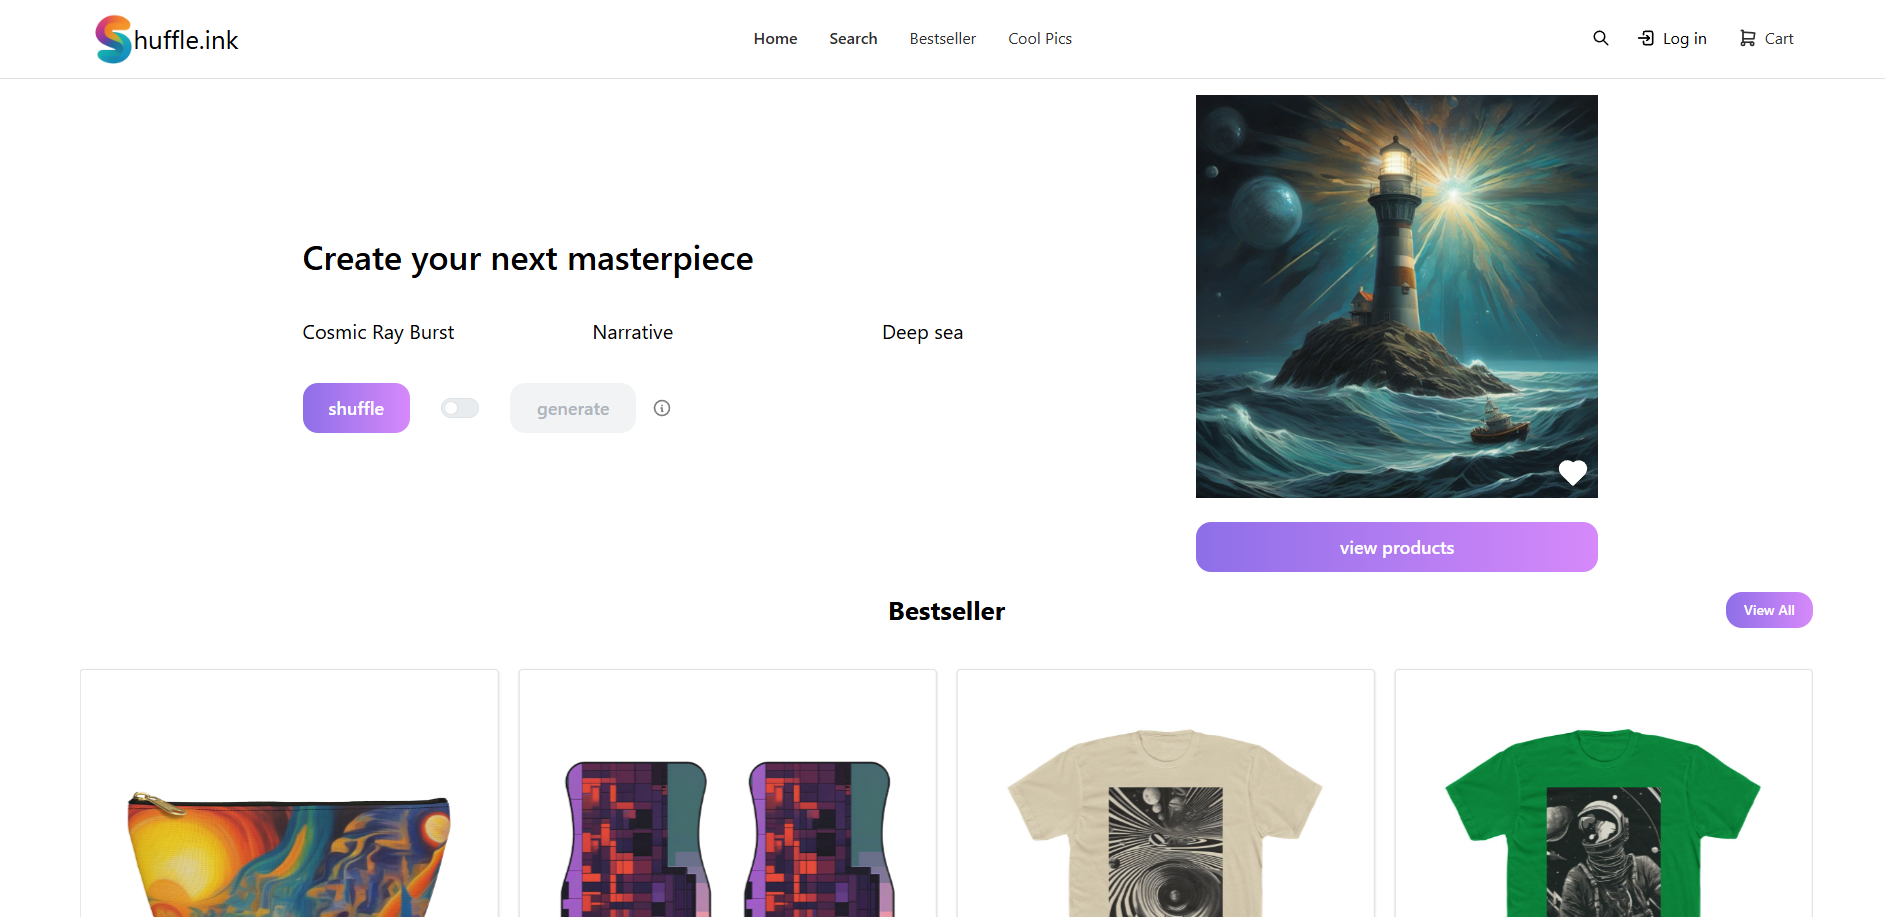 Shuffle.ink
Home Search Bestseller Cool Pics
Log in Cart
Create your next masterpiece
Cosmic Ray Burst Narrative Deep sea
shuffle generate
view products
Bestseller
View All